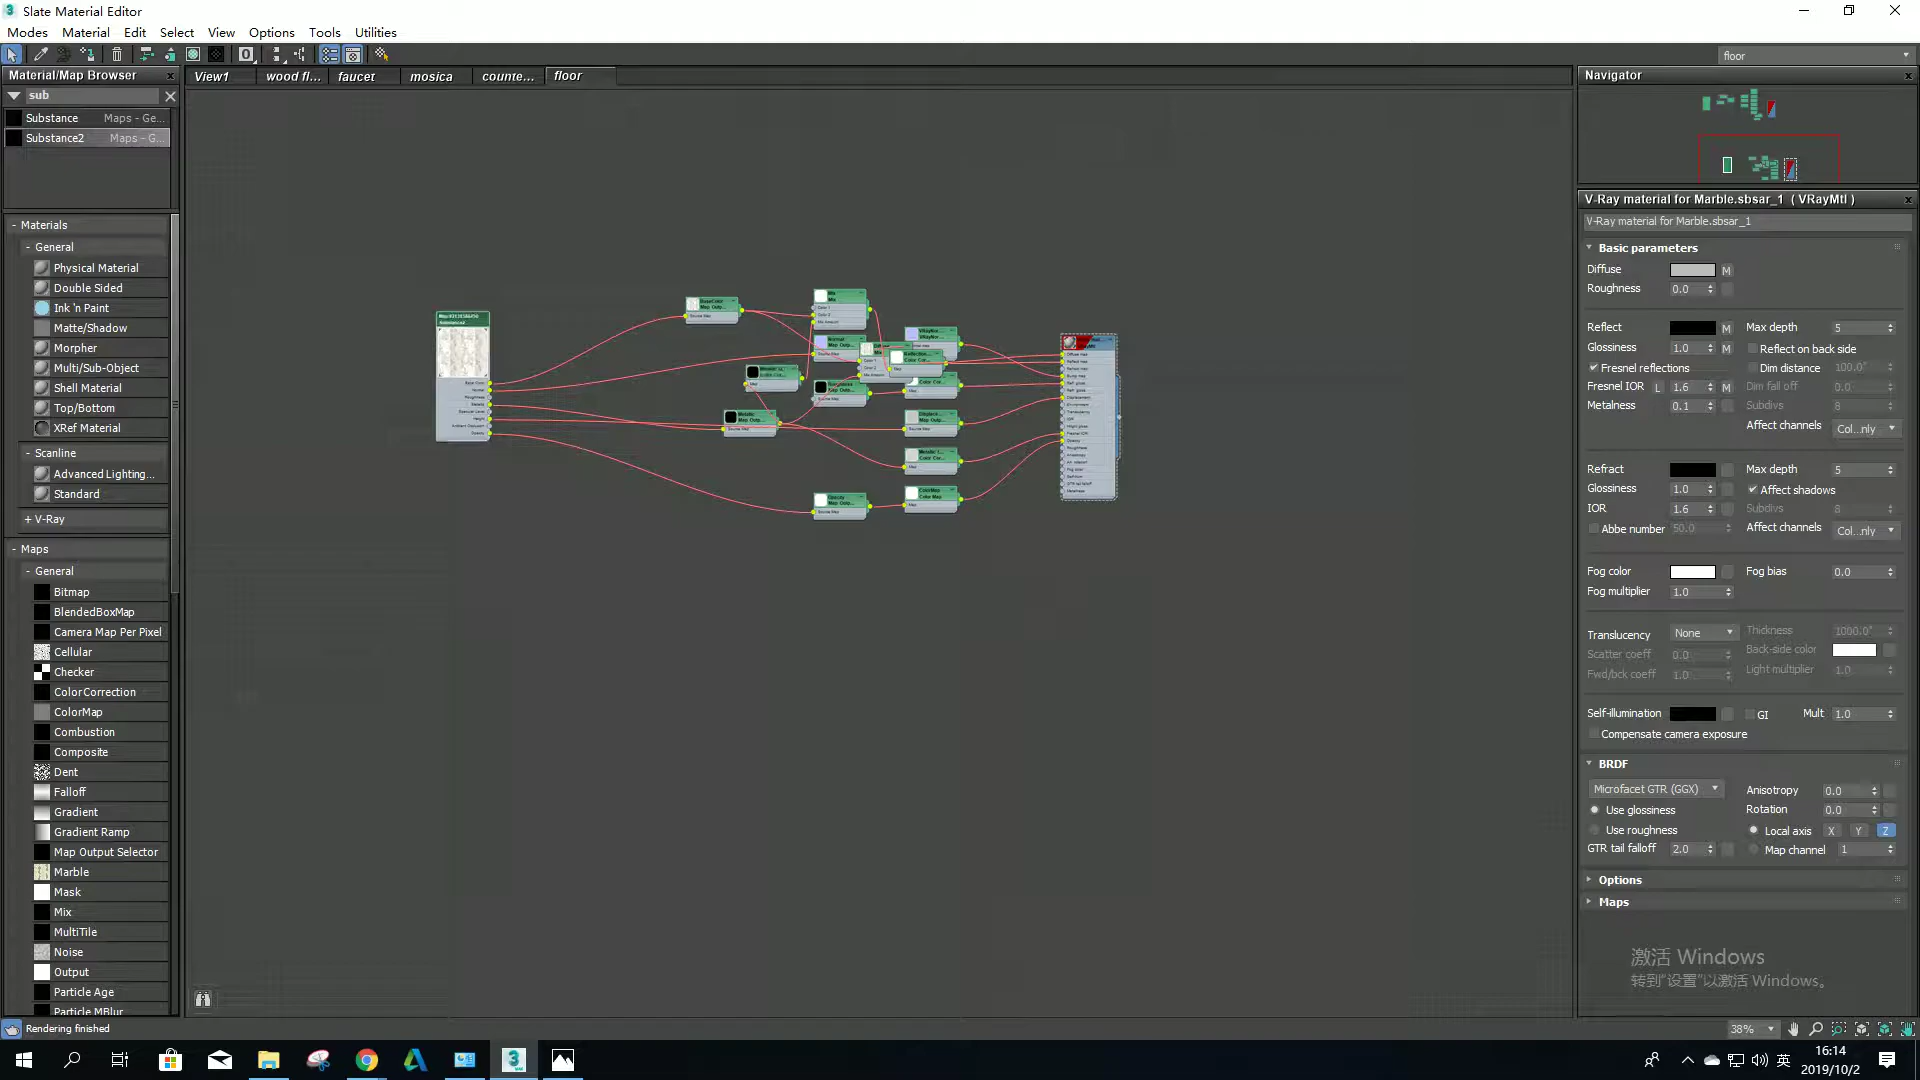 Slate Material Editor
Modes Material Edit Select View Options Tools Utilities
floor
Material/Map Browser
View1 wood fl... faucet mosica counte... floor
Navigator
sub
Substance Maps - Ge...
Substance2 Maps - G...
- Materials
- General
Physical Material
Double Sided
Ink 'n Paint
Matte/Shadow
Morpher
Multi/Sub-Object
Shell Material
Top/Bottom
XRef Material
- Scanline
Advanced Lighting...
Standard
+ V-Ray
- Maps
- General
Bitmap
BlendedBoxMap
Camera Map Per Pixel
Cellular
Checker
ColorCorrection
ColorMap
Combustion
Composite
Dent
Falloff
Gradient
Gradient Ramp
Map Output Selector
Marble
Mask
Mix
MultiTile
Noise
Output
Particle Age
Particle MBlur
V-Ray material for Marble.sbsar_1 ( VRayMtl )
V-Ray material for Marble.sbsar_1
Basic parameters
Diffuse M
Roughness 0.0
Reflect M Max depth 5
Glossiness 1.0 M Reflect on back side
Fresnel reflections Dim distance 100.0"
Fresnel IOR L 1.6 M Dim fall off 0.0
Metalness 0.1 Subdivs 8
Affect channels Col...nly
Refract Max depth 5
Glossiness 1.0 Affect shadows
IOR 1.6 Subdivs 8
Abbe number 50.0 Affect channels Col...nly
Fog color Fog bias 0.0
Fog multiplier 1.0
Translucency None Thickness 1000.0"
Scatter coeff 0.0 Back-side color
Fwd/bck coeff 1.0 Light multiplier 1.0
Self-illumination GI Mult 1.0
Compensate camera exposure
BRDF
Microfacet GTR (GGX) Anisotropy 0.0
Use glossiness Rotation 0.0
Use roughness Local axis X Y Z
GTR tail falloff 2.0 Map channel 1
Options
Maps
激活 Windows
转到"设置"以激活 Windows。
Rendering finished
38%
英
16:14
2019/10/2